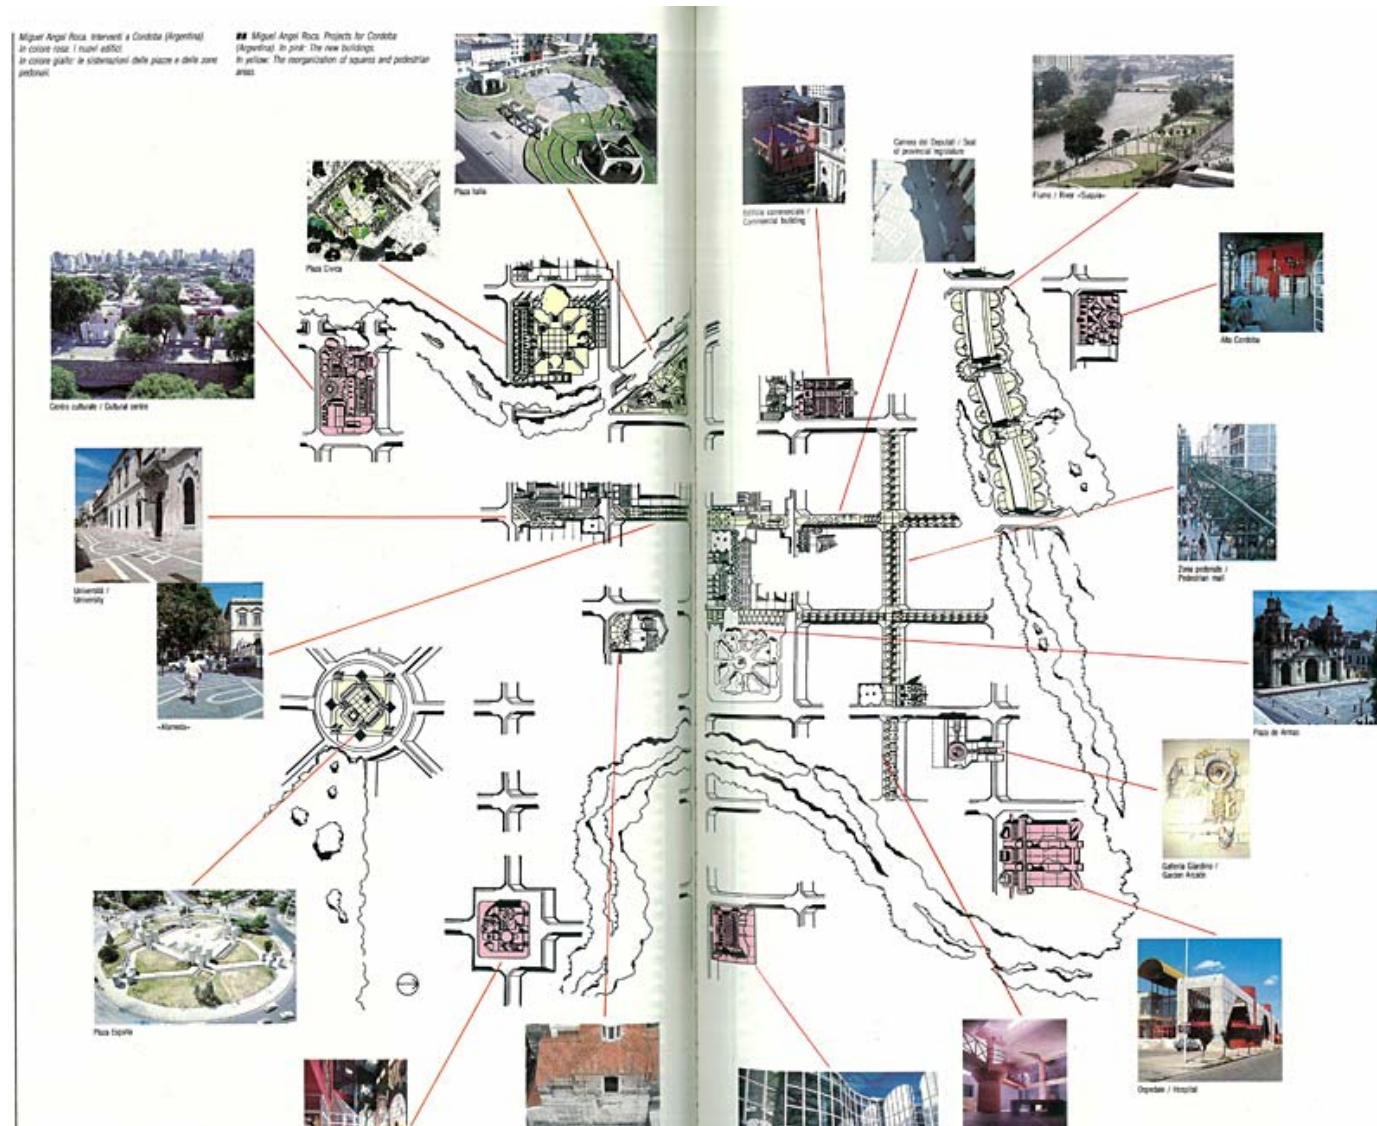 Miguel Angel Roca. Interventi a Cordoba (Argentina).
In colore rosa: i nuovi edifici.
In colore giallo: le sistemazioni delle piazze e delle zone
pedonali.
Miguel Angel Roca. Projects for Cordoba
(Argentina). In pink: The new buildings.
In yellow: The reorganization of squares and pedestrian
areas.
Plaza Italia
Plaza Civica
Centro culturale / Cultural centre
Università /
University
«Alameda»
Plaza España
Edificio commerciale /
Commercial building
Camera dei Deputati / Seat
of provincial legislature
Fiume / River «Suquia»
Alta Cordoba
Zona pedonale /
Pedestrian mall
Plaza de Armas
Galleria Giardino /
Garden Arcade
Ospedale / Hospital